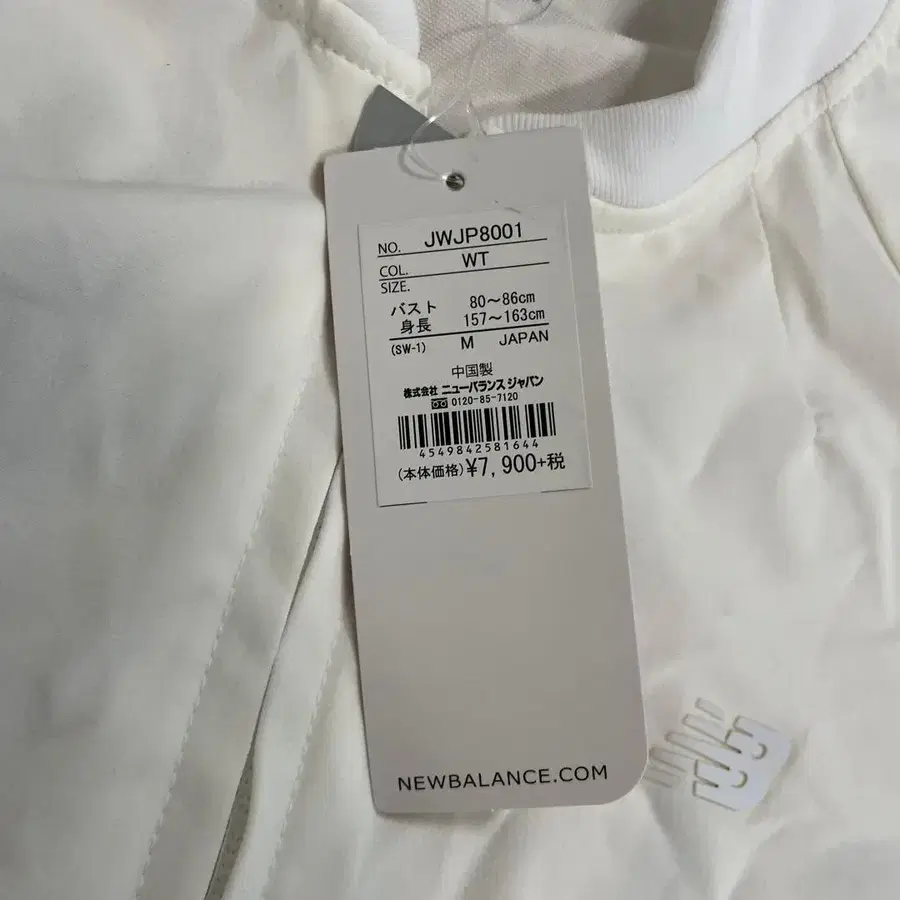 NO. JWJP8001
COL. WT
SIZE.
バスト 80～86cm
身長 157～163cm
(SW-1) M JAPAN
中国製
株式会社 ニューバランス ジャパン
0120-85-7120
4549842581644
(本体価格)¥7,900+税
NEWBALANCE.COM